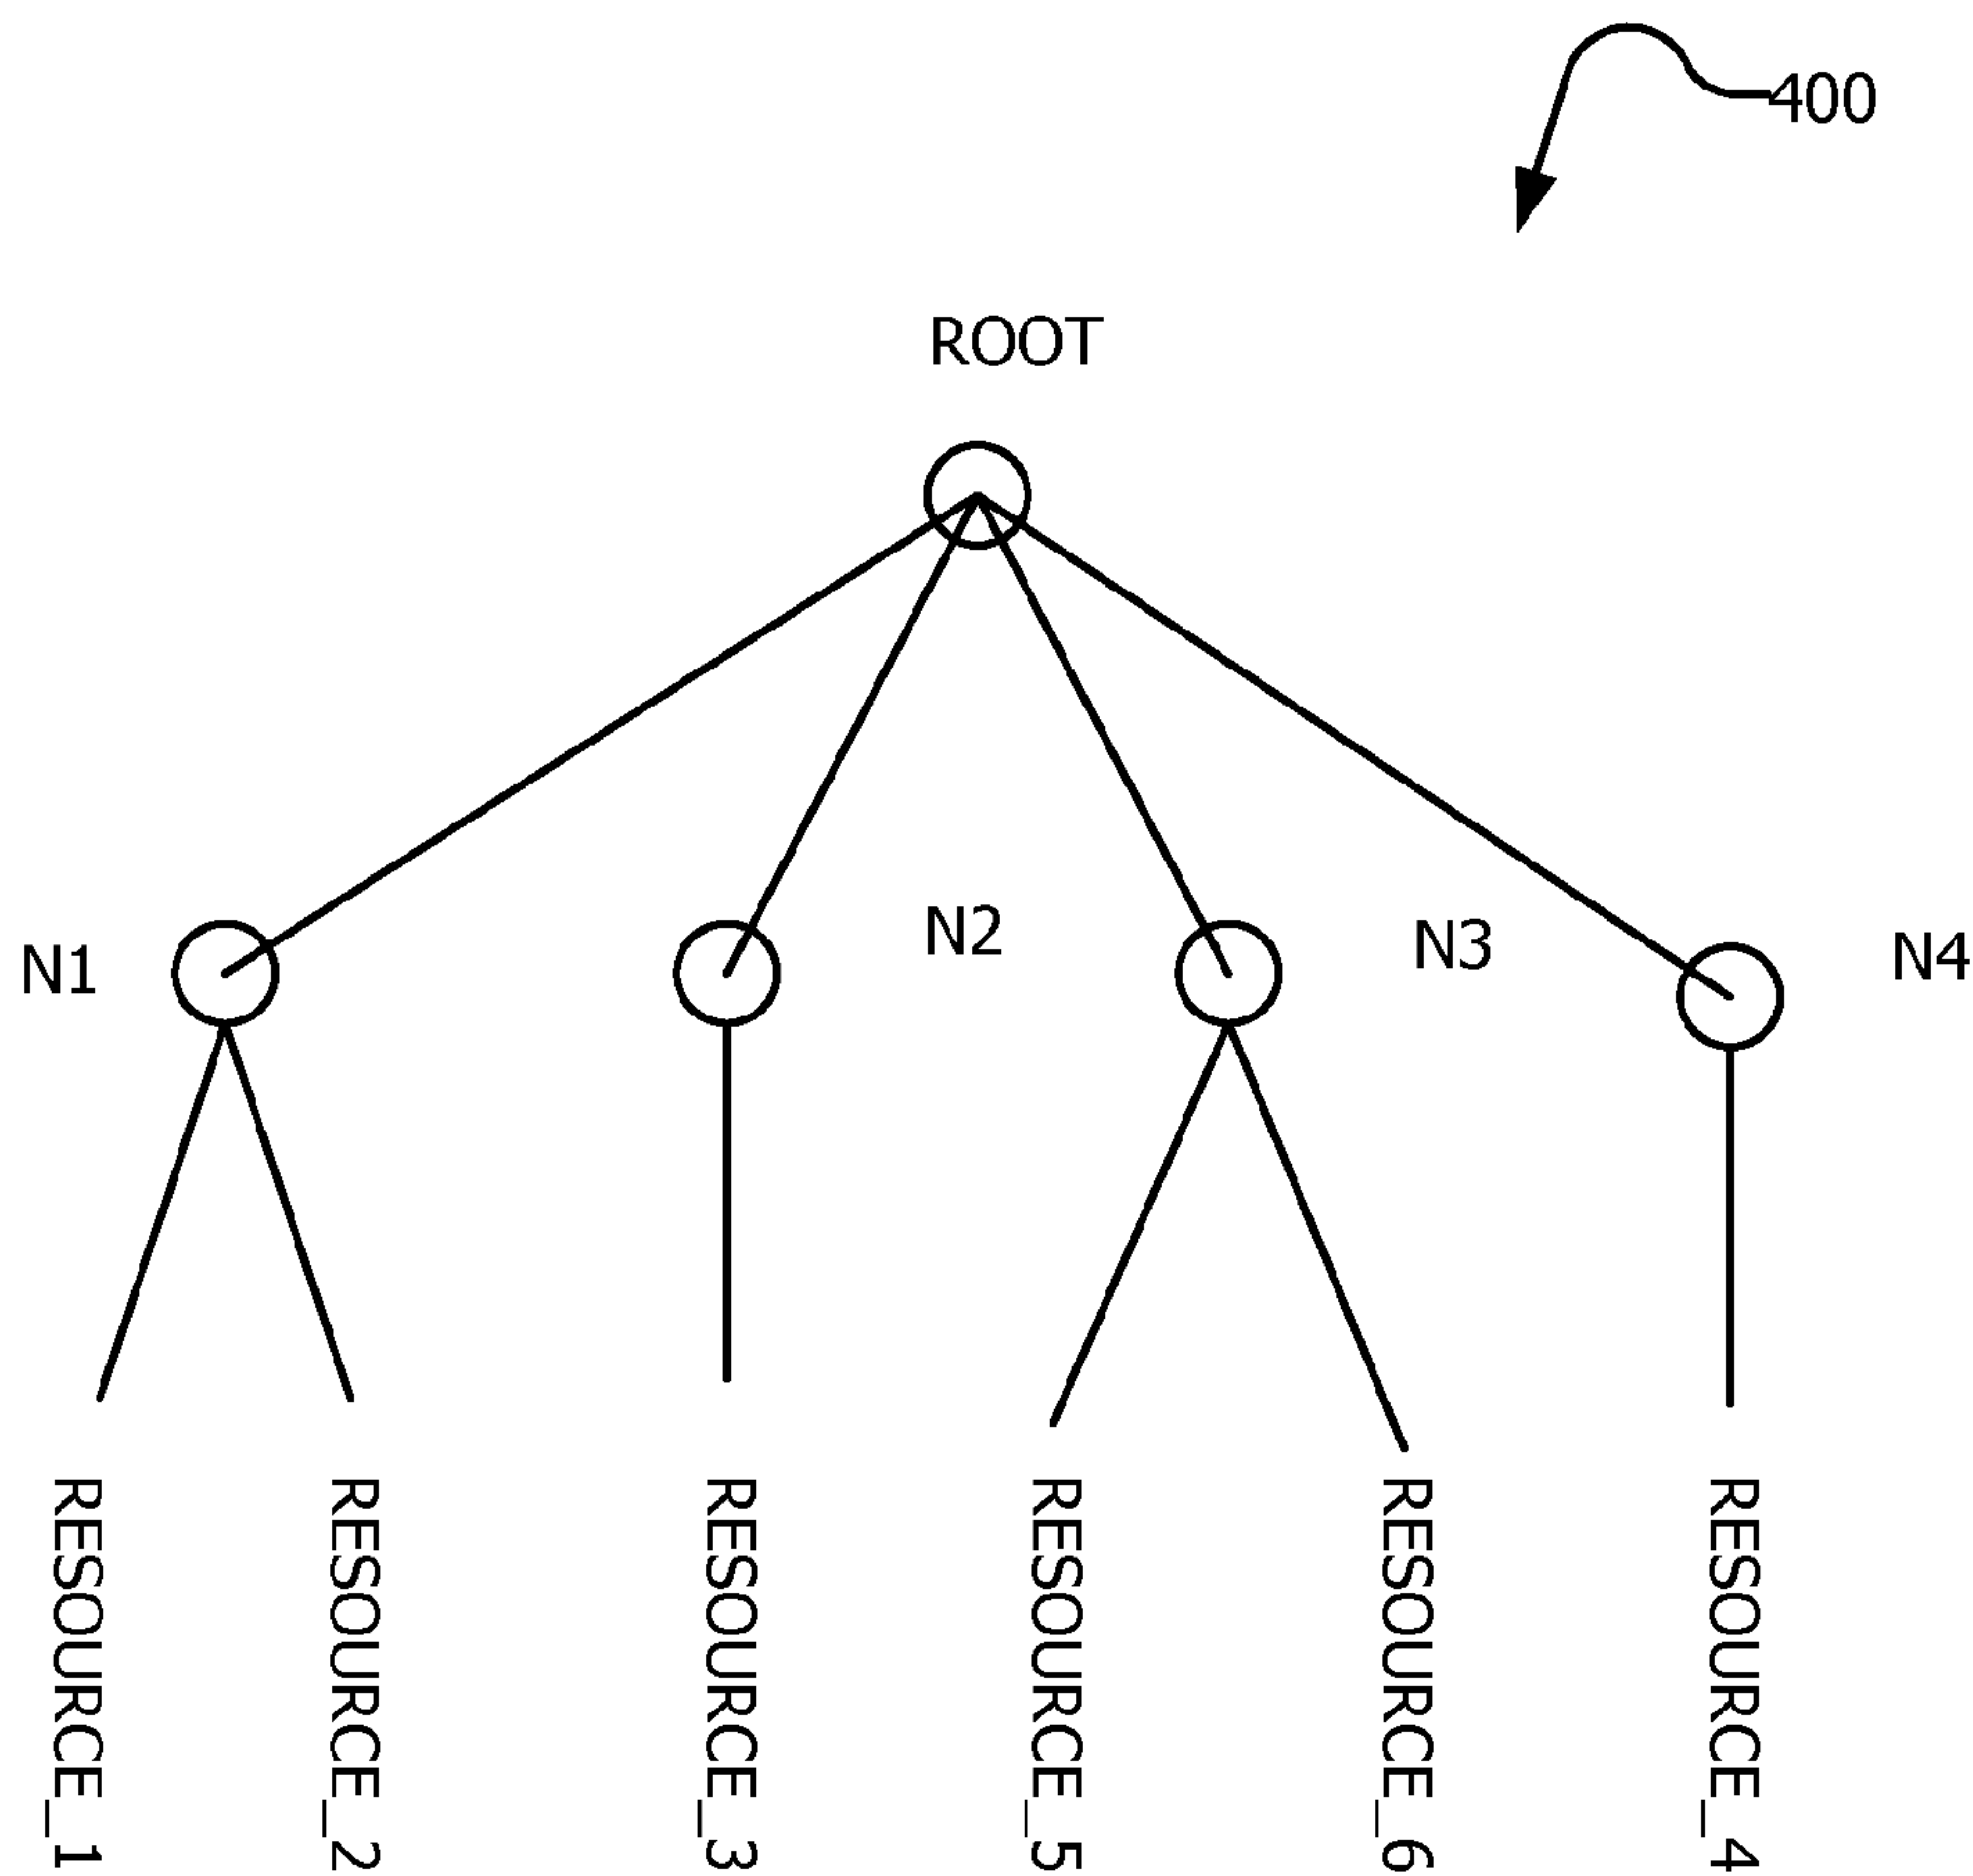 400
ROOT
N1
N2
N3
N4
RESOURCE_1
RESOURCE_2
RESOURCE_3
RESOURCE_5
RESOURCE_6
RESOURCE_4